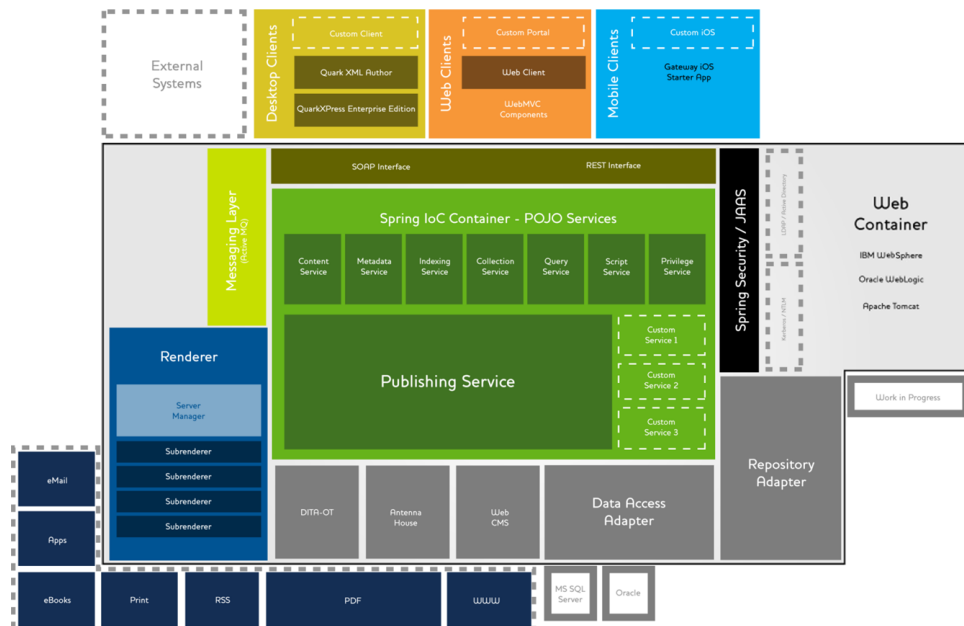 External
Systems
Desktop Clients
Custom Client
Quark XML Author
QuarkXPress Enterprise Edition
Web Clients
Custom Portal
Web Client
WebMVC
Components
Mobile Clients
Custom iOS
Gateway iOS
Starter App
Messaging Layer
(Active MQ)
SOAP Interface
REST Interface
Spring IoC Container - POJO Services
Content
Service
Metadata
Service
Indexing
Service
Collection
Service
Query
Service
Script
Service
Privilege
Service
Publishing Service
Custom
Service 1
Custom
Service 2
Custom
Service 3
Spring Security / JAAS
LDAP / Active Directory
Kerberos / NTLM
Web
Container
IBM WebSphere
Oracle WebLogic
Apache Tomcat
Work in Progress
Renderer
Server
Manager
Subrenderer
Subrenderer
Subrenderer
Subrenderer
DITA-OT
Antenna
House
Web
CMS
Data Access
Adapter
Repository
Adapter
eMail
Apps
eBooks
Print
RSS
PDF
WWW
MS SQL
Server
Oracle